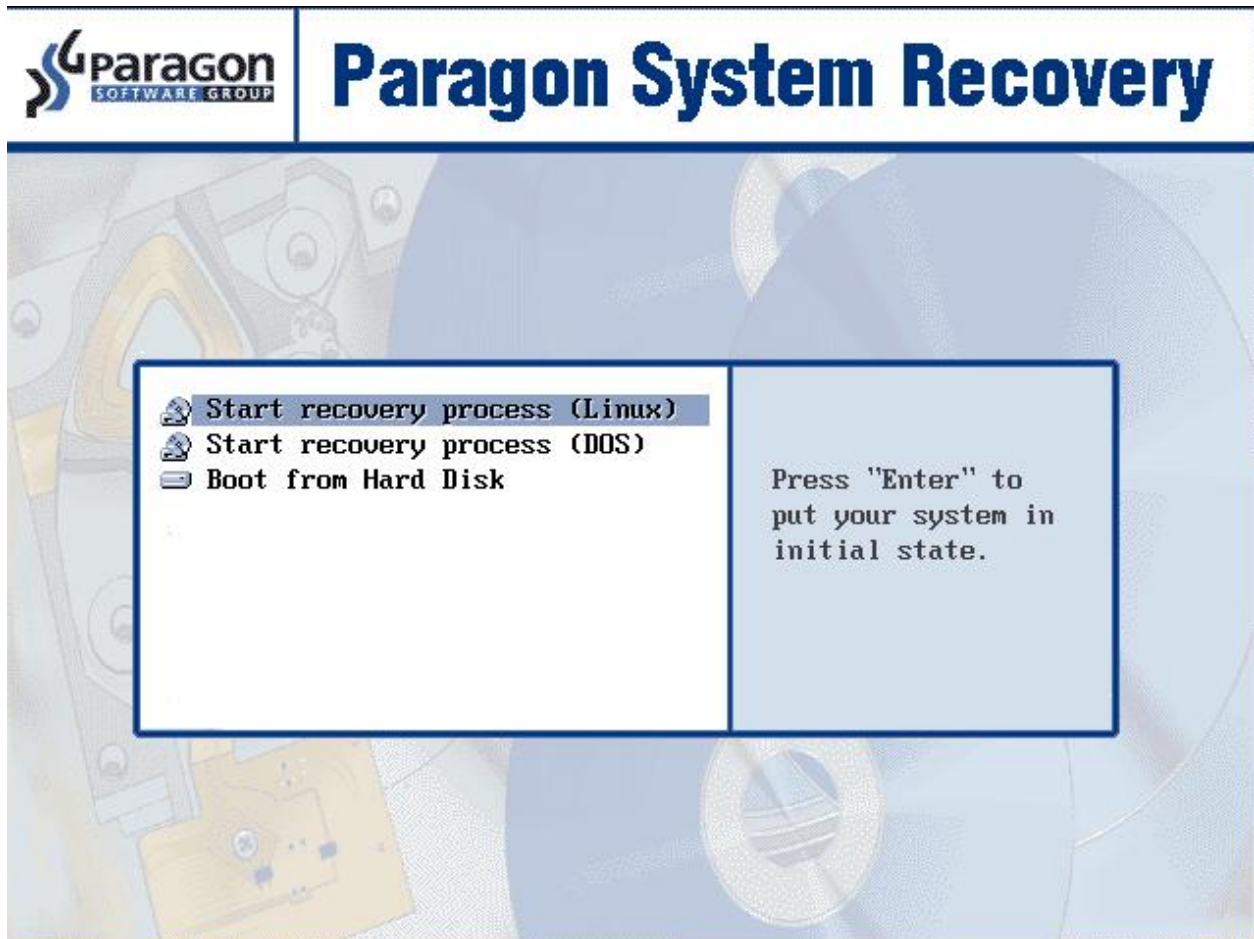 paragon
SOFTWARE GROUP
Paragon System Recovery
Start recovery process (Linux)
Start recovery process (DOS)
Boot from Hard Disk
Press "Enter" to
put your system in
initial state.